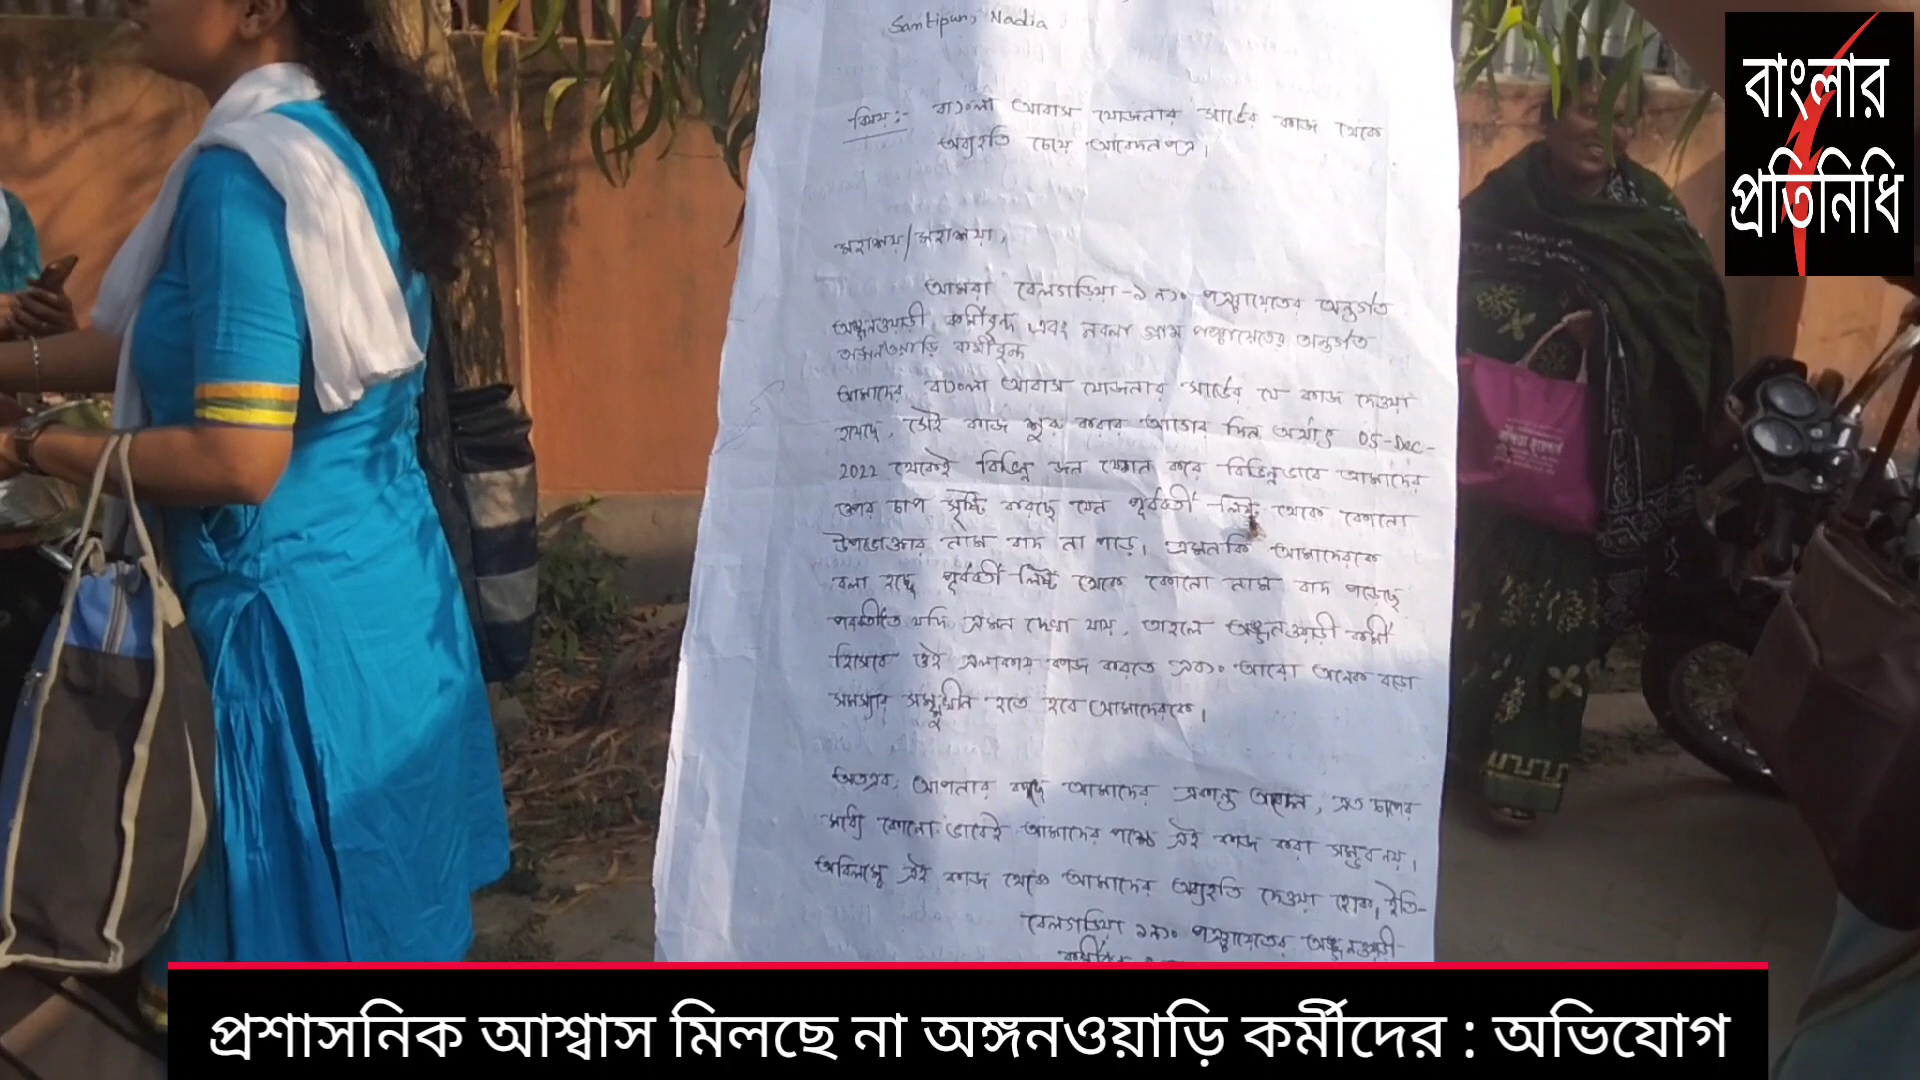 Santipur, Nadia
বিষয়:- বাংলা আবাস যোজনার সার্ভের কাজ থেকে
অব্যহতি চেয়ে আবেদনপত্র।
মহাশয়/মহাশয়া,
আমরা বেলগড়িয়া-১ নং পঞ্চায়েতের অন্তর্গত
অঙ্গনওয়াড়ী কর্মীবৃন্দ এবং নবলা গ্রাম পঞ্চায়েতের অন্তর্গত
অঙ্গনওয়াড়ি কর্মীবৃন্দ
আমাদের বাংলা আবাস যোজনার সার্ভের যে কাজ দেওয়া
হয়েছে, সেই কাজ শুরু করার আগের দিন অর্থাৎ 05-Dec-
2022 থেকেই বিভিন্ন জন ফোন করে বিভিন্নভাবে আমাদের
ওপর চাপ সৃষ্টি করছে যেন পূর্ববর্তী লিস্ট থেকে কোনো
উপভোক্তার নাম বাদ না পড়ে। এমনকি আমাদেরকে
বলা হচ্ছে পূর্ববর্তী লিস্ট থেকে কোনো নাম বাদ পড়েছে
পরবর্তীতে যদি এমন দেখা যায়, তাহলে অঙ্গনওয়াড়ী কর্মী
হিসাবে ওই এলাকায় কাজ করতে এবং আরো অনেক বড়ো
সমস্যার সম্মুখীন হতে হবে আমাদেরকে।
অতএব, আপনার কাছে আমাদের একান্ত আবেদন, এত চাপের
মধ্যে কোনো ভাবেই আমাদের পক্ষে এই কাজ করা সম্ভব নয়।
অবিলম্বে এই কাজ থেকে আমাদের অব্যহতি দেওয়া হোক। ইতি-
বেলগড়িয়া ১নং পঞ্চায়েতের অঙ্গনওয়াড়ী
বাংলার
প্রতিনিধি
প্রশাসনিক আশ্বাস মিলছে না অঙ্গনওয়াড়ি কর্মীদের : অভিযোগ